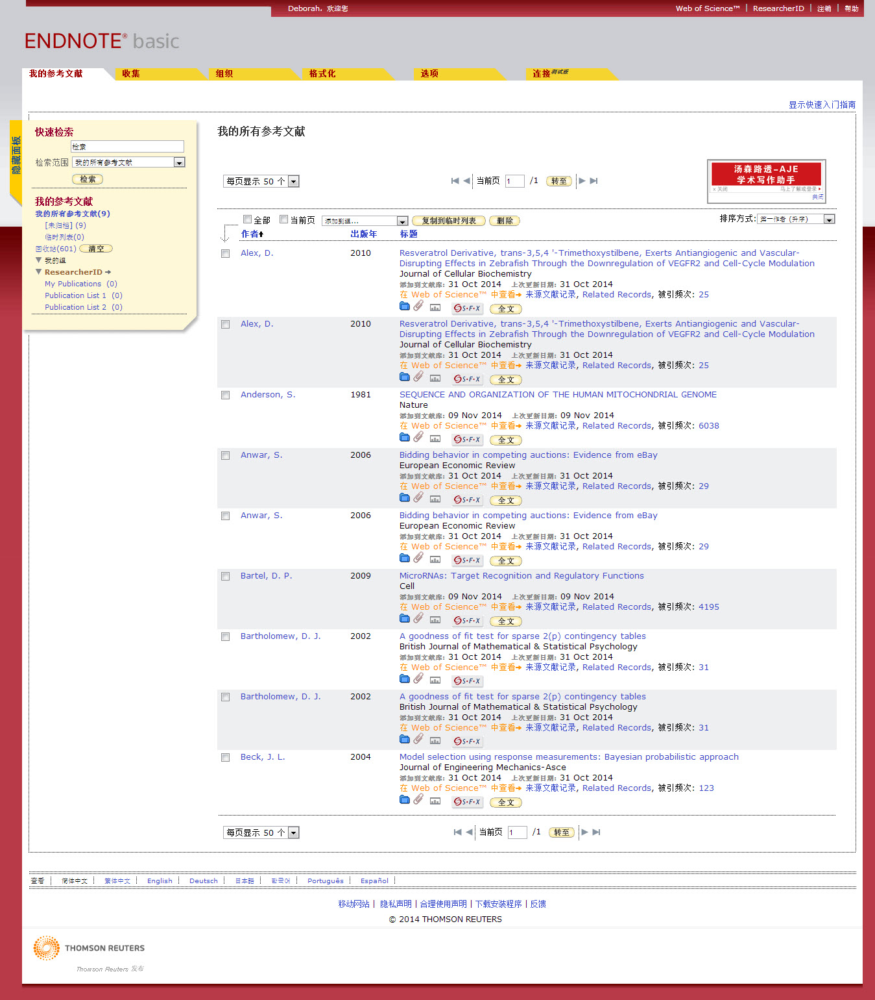 Deborah，欢迎您
Web of Science™ | ResearcherID | 注销 | 帮助
ENDNOTE® basic
我的参考文献 收集 组织 格式化 选项 连接 测试版
显示快速入门指南
隐藏面板
快速检索
检索
检索范围 我的所有参考文献
检索
我的参考文献
我的所有参考文献(9)
[未归档] (9)
临时列表(0)
回收站(601) 清空
▼ 我的组
▼ ResearcherID
My Publications (0)
Publication List 1 (0)
Publication List 2 (0)
我的所有参考文献
汤森路透-AJE
学术写作助手
× 关闭 马上了解或登录
关闭
每页显示 50 个 当前页 1 /1 转至
全部 当前页 添加到组... 复制到临时列表 删除 排序方式: 第一作者 (升序)
作者 出版年 标题
Alex, D. 2010 Resveratrol Derivative, trans-3,5,4 '-Trimethoxystilbene, Exerts Antiangiogenic and Vascular-
Disrupting Effects in Zebrafish Through the Downregulation of VEGFR2 and Cell-Cycle Modulation
Journal of Cellular Biochemistry
添加到文献库: 31 Oct 2014 上次更新日期: 31 Oct 2014
在 Web of Science™ 中查看 来源文献记录, Related Records, 被引频次: 25
S·F·X 全文
Alex, D. 2010 Resveratrol Derivative, trans-3,5,4 '-Trimethoxystilbene, Exerts Antiangiogenic and Vascular-
Disrupting Effects in Zebrafish Through the Downregulation of VEGFR2 and Cell-Cycle Modulation
Journal of Cellular Biochemistry
添加到文献库: 31 Oct 2014 上次更新日期: 31 Oct 2014
在 Web of Science™ 中查看 来源文献记录, Related Records, 被引频次: 25
S·F·X 全文
Anderson, S. 1981 SEQUENCE AND ORGANIZATION OF THE HUMAN MITOCHONDRIAL GENOME
Nature
添加到文献库: 09 Nov 2014 上次更新日期: 09 Nov 2014
在 Web of Science™ 中查看 来源文献记录, Related Records, 被引频次: 6038
S·F·X 全文
Anwar, S. 2006 Bidding behavior in competing auctions: Evidence from eBay
European Economic Review
添加到文献库: 31 Oct 2014 上次更新日期: 31 Oct 2014
在 Web of Science™ 中查看 来源文献记录, Related Records, 被引频次: 29
S·F·X 全文
Anwar, S. 2006 Bidding behavior in competing auctions: Evidence from eBay
European Economic Review
添加到文献库: 31 Oct 2014 上次更新日期: 31 Oct 2014
在 Web of Science™ 中查看 来源文献记录, Related Records, 被引频次: 29
S·F·X 全文
Bartel, D. P. 2009 MicroRNAs: Target Recognition and Regulatory Functions
Cell
添加到文献库: 09 Nov 2014 上次更新日期: 09 Nov 2014
在 Web of Science™ 中查看 来源文献记录, Related Records, 被引频次: 4195
S·F·X 全文
Bartholomew, D. J. 2002 A goodness of fit test for sparse 2(p) contingency tables
British Journal of Mathematical & Statistical Psychology
添加到文献库: 31 Oct 2014 上次更新日期: 31 Oct 2014
在 Web of Science™ 中查看 来源文献记录, Related Records, 被引频次: 31
S·F·X
Bartholomew, D. J. 2002 A goodness of fit test for sparse 2(p) contingency tables
British Journal of Mathematical & Statistical Psychology
添加到文献库: 31 Oct 2014 上次更新日期: 31 Oct 2014
在 Web of Science™ 中查看 来源文献记录, Related Records, 被引频次: 31
S·F·X
Beck, J. L. 2004 Model selection using response measurements: Bayesian probabilistic approach
Journal of Engineering Mechanics-Asce
添加到文献库: 31 Oct 2014 上次更新日期: 31 Oct 2014
在 Web of Science™ 中查看 来源文献记录, Related Records, 被引频次: 123
S·F·X 全文
每页显示 50 个 当前页 1 /1 转至
查看 简体中文 繁体中文 English Deutsch 日本語 한국어 Português Español
移动网站 | 隐私声明 | 合理使用声明 | 下载安装程序 | 反馈
© 2014 THOMSON REUTERS
THOMSON REUTERS
Thomson Reuters 发布